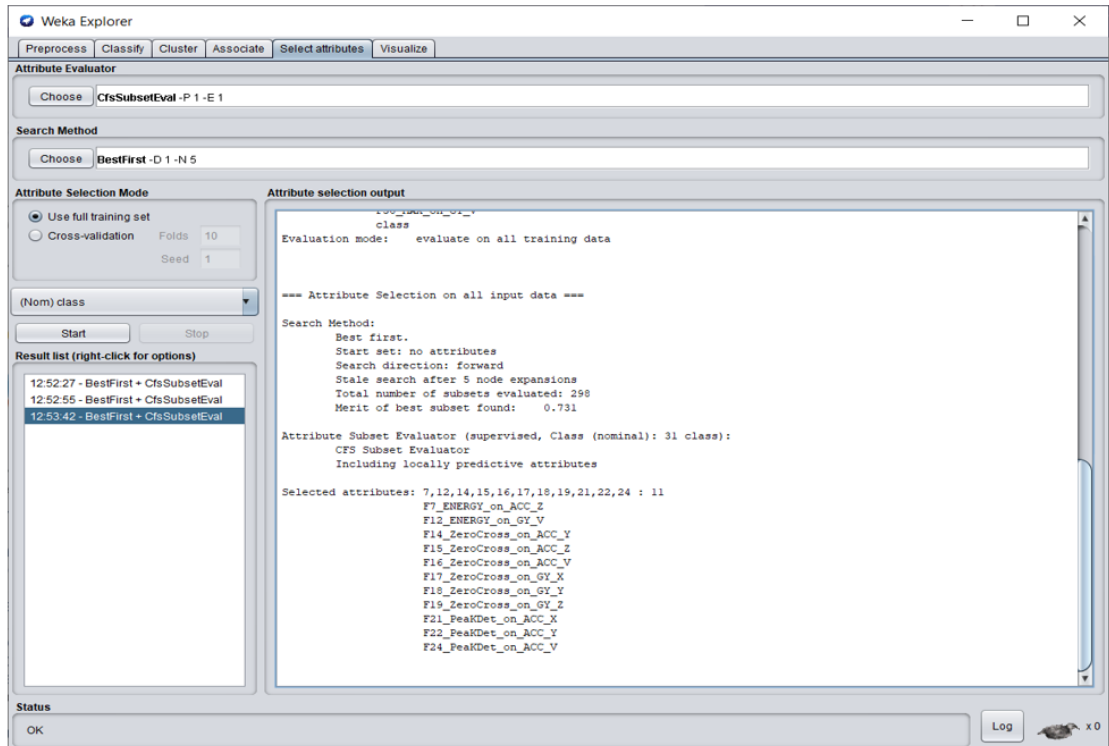 Weka Explorer
Preprocess Classify Cluster Associate Select attributes Visualize
Attribute Evaluator
Choose CfsSubsetEval -P 1 -E 1
Search Method
Choose BestFirst -D 1 -N 5
Attribute Selection Mode
Use full training set
Cross-validation Folds 10
Seed 1
(Nom) class
Start Stop
Result list (right-click for options)
12:52:27 - BestFirst + CfsSubsetEval
12:52:55 - BestFirst + CfsSubsetEval
12:53:42 - BestFirst + CfsSubsetEval
Attribute selection output
class
Evaluation mode: evaluate on all training data
=== Attribute Selection on all input data ===
Search Method:
Best first.
Start set: no attributes
Search direction: forward
Stale search after 5 node expansions
Total number of subsets evaluated: 298
Merit of best subset found: 0.731
Attribute Subset Evaluator (supervised, Class (nominal): 31 class):
CFS Subset Evaluator
Including locally predictive attributes
Selected attributes: 7,12,14,15,16,17,18,19,21,22,24 : 11
F7_ENERGY_on_ACC_Z
F12_ENERGY_on_GY_V
F14_ZeroCross_on_ACC_Y
F15_ZeroCross_on_ACC_Z
F16_ZeroCross_on_ACC_V
F17_ZeroCross_on_GY_X
F18_ZeroCross_on_GY_Y
F19_ZeroCross_on_GY_Z
F21_PeaKDet_on_ACC_X
F22_PeaKDet_on_ACC_Y
F24_PeaKDet_on_ACC_V
Status
OK
Log
x 0